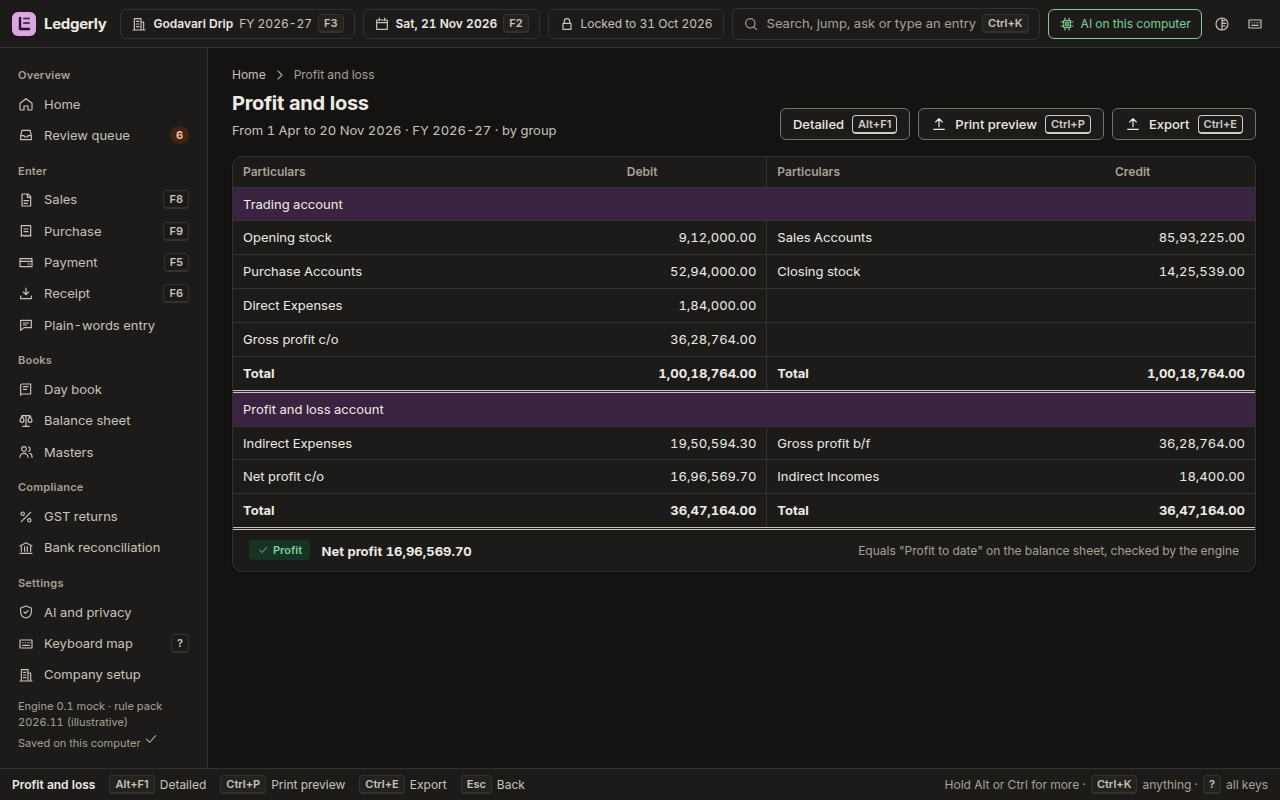 Ledgerly
Godavari Drip FY 2026-27 F3
Sat, 21 Nov 2026 F2
Locked to 31 Oct 2026
Search, jump, ask or type an entry Ctrl+K
AI on this computer
Overview
Home
Review queue 6
Enter
Sales F8
Purchase F9
Payment F5
Receipt F6
Plain-words entry
Books
Day book
Balance sheet
Masters
Compliance
GST returns
Bank reconciliation
Settings
AI and privacy
Keyboard map ?
Company setup
Engine 0.1 mock · rule pack
2026.11 (illustrative)
Saved on this computer
Home > Profit and loss
Profit and loss
From 1 Apr to 20 Nov 2026 · FY 2026-27 · by group
Detailed Alt+F1
Print preview Ctrl+P
Export Ctrl+E
Particulars Debit Particulars Credit
Trading account
Opening stock 9,12,000.00 Sales Accounts 85,93,225.00
Purchase Accounts 52,94,000.00 Closing stock 14,25,539.00
Direct Expenses 1,84,000.00
Gross profit c/o 36,28,764.00
Total 1,00,18,764.00 Total 1,00,18,764.00
Profit and loss account
Indirect Expenses 19,50,594.30 Gross profit b/f 36,28,764.00
Net profit c/o 16,96,569.70 Indirect Incomes 18,400.00
Total 36,47,164.00 Total 36,47,164.00
Profit Net profit 16,96,569.70 Equals "Profit to date" on the balance sheet, checked by the engine
Profit and loss Alt+F1 Detailed Ctrl+P Print preview Ctrl+E Export Esc Back Hold Alt or Ctrl for more · Ctrl+K anything · ? all keys